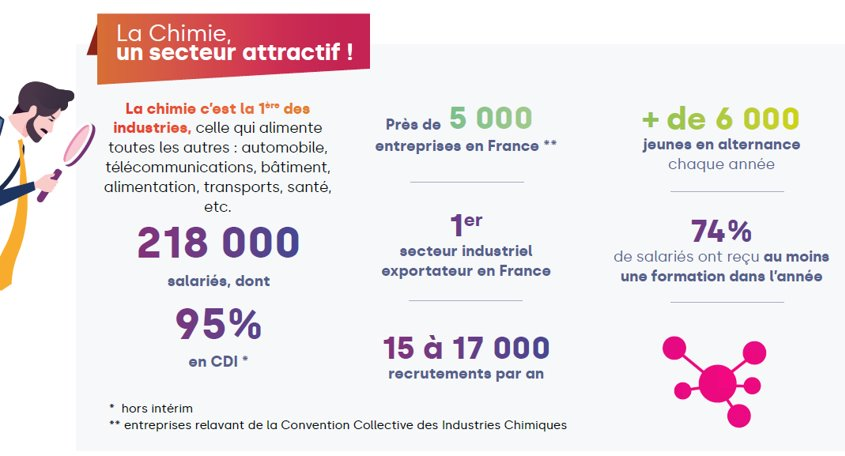 La Chimie,
un secteur attractif !
La chimie c'est la 1ère des
industries, celle qui alimente
toutes les autres : automobile,
télécommunications, bâtiment,
alimentation, transports, santé,
etc.
218 000
salariés, dont
95%
en CDI *
Près de 5 000
entreprises en France **
1er
secteur industriel
exportateur en France
15 à 17 000
recrutements par an
+ de 6 000
jeunes en alternance
chaque année
74%
de salariés ont reçu au moins
une formation dans l'année
* hors intérim
** entreprises relevant de la Convention Collective des Industries Chimiques